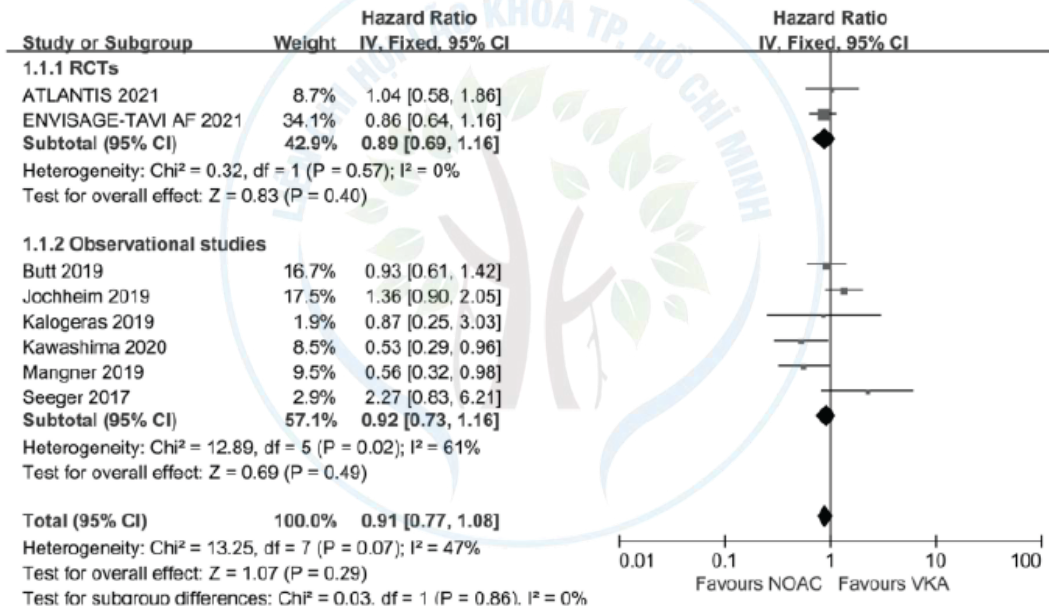 Hazard Ratio Hazard Ratio
Study or Subgroup Weight IV, Fixed, 95% CI IV, Fixed, 95% CI
1.1.1 RCTs
ATLANTIS 2021 8.7% 1.04 [0.58, 1.86]
ENVISAGE-TAVI AF 2021 34.1% 0.86 [0.64, 1.16]
Subtotal (95% CI) 42.9% 0.89 [0.69, 1.16]
Heterogeneity: Chi² = 0.32, df = 1 (P = 0.57); I² = 0%
Test for overall effect: Z = 0.83 (P = 0.40)
1.1.2 Observational studies
Butt 2019 16.7% 0.93 [0.61, 1.42]
Jochheim 2019 17.5% 1.36 [0.90, 2.05]
Kalogeras 2019 1.9% 0.87 [0.25, 3.03]
Kawashima 2020 8.5% 0.53 [0.29, 0.96]
Mangner 2019 9.5% 0.56 [0.32, 0.98]
Seeger 2017 2.9% 2.27 [0.83, 6.21]
Subtotal (95% CI) 57.1% 0.92 [0.73, 1.16]
Heterogeneity: Chi² = 12.89, df = 5 (P = 0.02); I² = 61%
Test for overall effect: Z = 0.69 (P = 0.49)
Total (95% CI) 100.0% 0.91 [0.77, 1.08]
Heterogeneity: Chi² = 13.25, df = 7 (P = 0.07); I² = 47%
Test for overall effect: Z = 1.07 (P = 0.29)
Test for subgroup differences: Chi² = 0.03, df = 1 (P = 0.86), I² = 0%
0.01 0.1 1 10 100
Favours NOAC Favours VKA
KHOA TP. HỒ CHÍ MINH